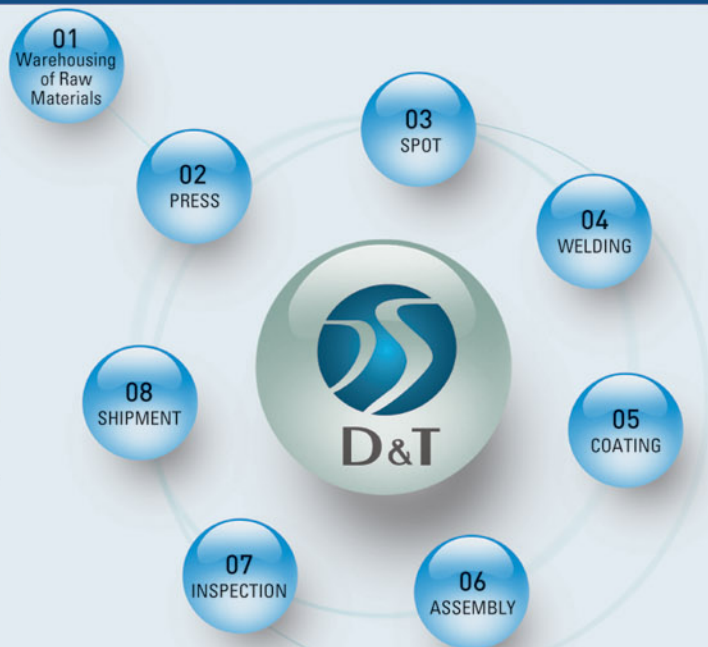 01
Warehousing
of Raw
Materials
02
PRESS
03
SPOT
04
WELDING
05
COATING
06
ASSEMBLY
07
INSPECTION
08
SHIPMENT
D&T